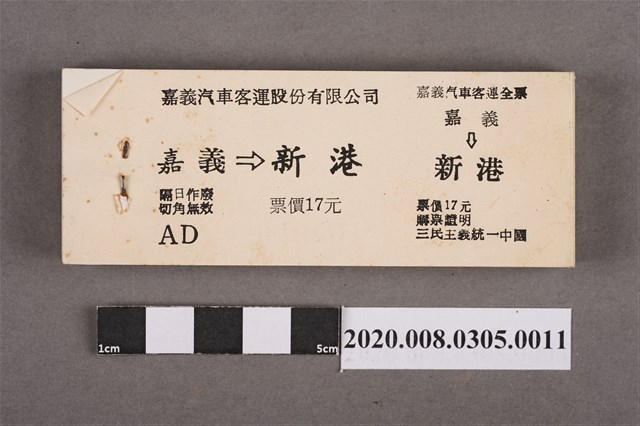 嘉義汽車客運股份有限公司
嘉義⇨新港
隔日作廢
切角無效
票價17元
AD
嘉義汽車客運全票
嘉義
⇩
新港
票價17元
購票證明
三民主義統一中國
1cm
5cm
2020.008.0305.0011